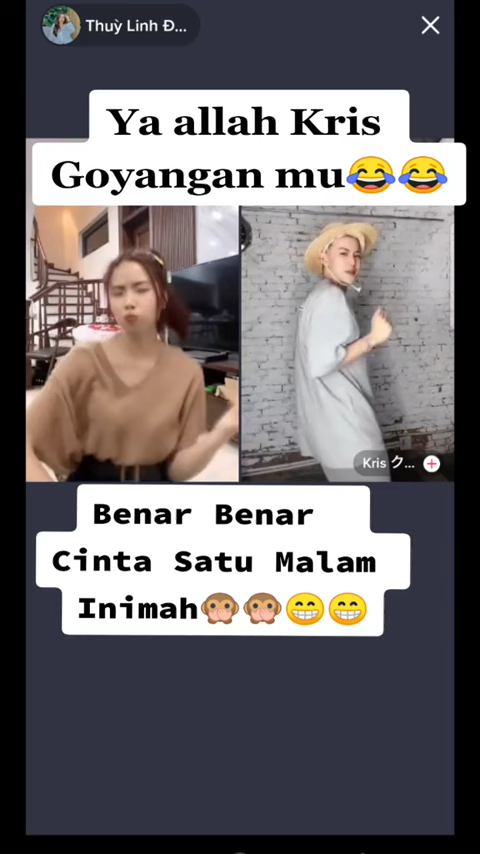 Thuỳ Linh Đ...
Ya allah Kris
Goyangan mu😂😂
Kris ク...
Benar Benar
Cinta Satu Malam
Inimah🙊🙊😁😁